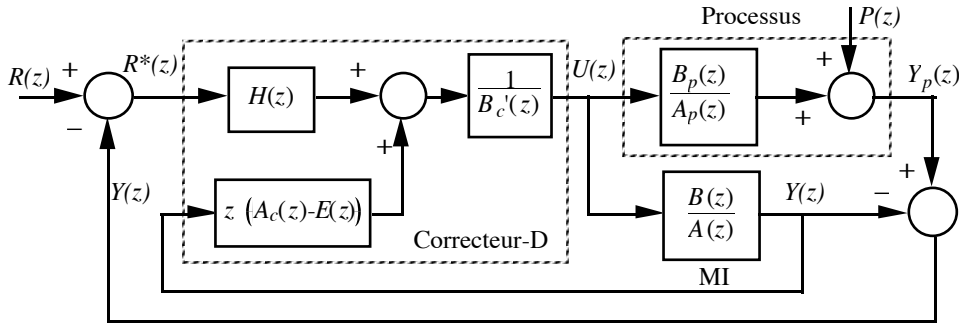 Processus
P(z)
R(z)
+
−
R*(z)
H(z)
+
+
1
B_c'(z)
U(z)
B_p(z)
A_p(z)
+
+
Y_p(z)
Y(z)
z (A_c(z)-E(z))
Correcteur-D
B(z)
A(z)
MI
Y(z)
−
+